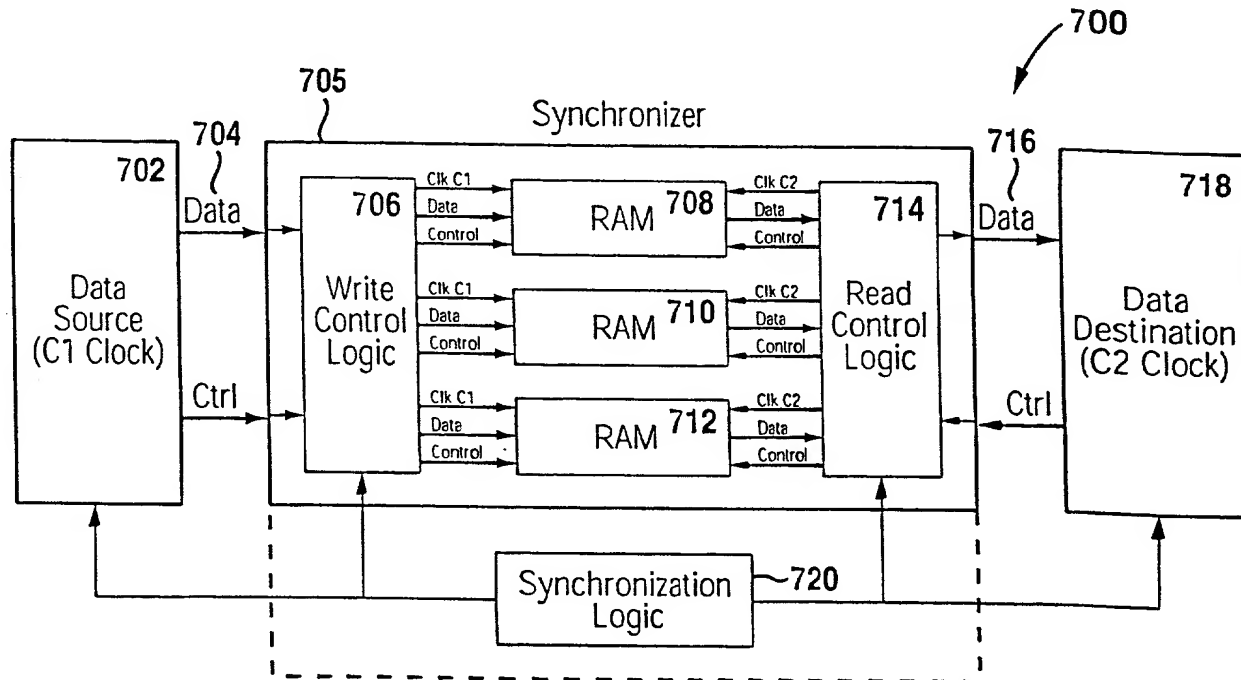 700
705
Synchronizer
704
716
702
Data
706
Clk C1
Data
Control
RAM 708
Clk C2
Data
Control
714
Data
718
Data
Source
(C1 Clock)
Write
Control
Logic
Clk C1
Data
Control
RAM 710
Clk C2
Data
Control
Read
Control
Logic
Data
Destination
(C2 Clock)
Ctrl
Clk C1
Data
Control
RAM 712
Clk C2
Data
Control
Ctrl
Synchronization
Logic
720